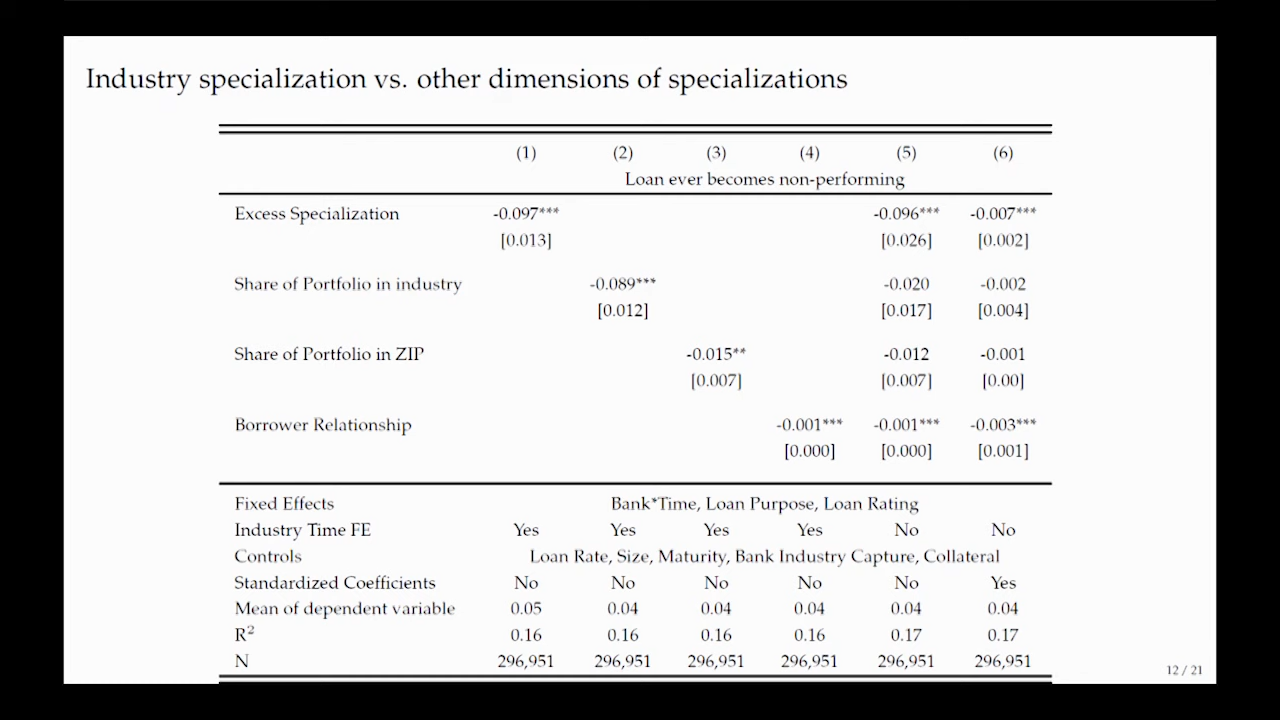 Industry specialization vs. other dimensions of specializations
(1) (2) (3) (4) (5) (6)
Loan ever becomes non-performing
Excess Specialization -0.097*** -0.096*** -0.007***
[0.013] [0.026] [0.002]
Share of Portfolio in industry -0.089*** -0.020 -0.002
[0.012] [0.017] [0.004]
Share of Portfolio in ZIP -0.015** -0.012 -0.001
[0.007] [0.007] [0.00]
Borrower Relationship -0.001*** -0.001*** -0.003***
[0.000] [0.000] [0.001]
Fixed Effects Bank*Time, Loan Purpose, Loan Rating
Industry Time FE Yes Yes Yes Yes No No
Controls Loan Rate, Size, Maturity, Bank Industry Capture, Collateral
Standardized Coefficients No No No No No Yes
Mean of dependent variable 0.05 0.04 0.04 0.04 0.04 0.04
R² 0.16 0.16 0.16 0.16 0.17 0.17
N 296,951 296,951 296,951 296,951 296,951 296,951
12 / 21